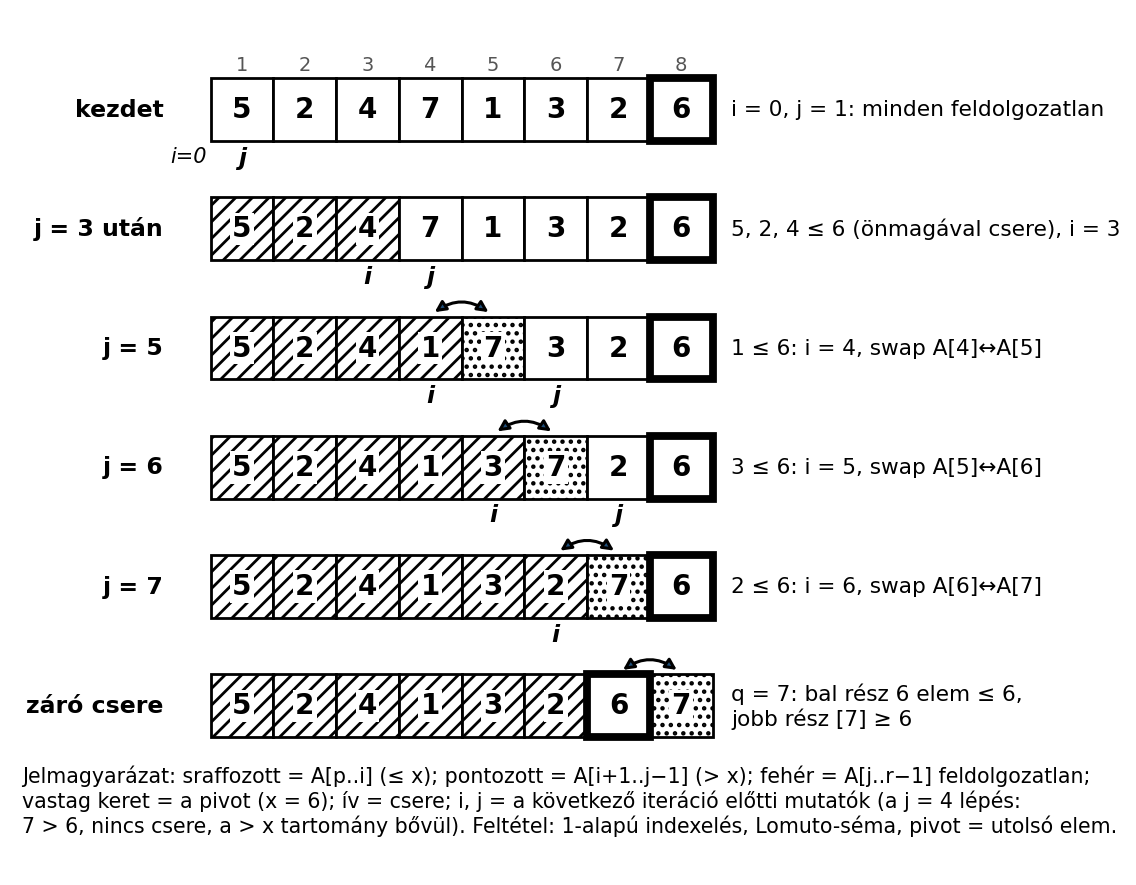 1 2 3 4 5 6 7 8
kezdet 5 2 4 7 1 3 2 6 i = 0, j = 1: minden feldolgozatlan
i=0 j
j = 3 után 5 2 4 7 1 3 2 6 5, 2, 4 ≤ 6 (önmagával csere), i = 3
i j
j = 5 5 2 4 1 7 3 2 6 1 ≤ 6: i = 4, swap A[4]↔A[5]
i j
j = 6 5 2 4 1 3 7 2 6 3 ≤ 6: i = 5, swap A[5]↔A[6]
i j
j = 7 5 2 4 1 3 2 7 6 2 ≤ 6: i = 6, swap A[6]↔A[7]
i
záró csere 5 2 4 1 3 2 6 7 q = 7: bal rész 6 elem ≤ 6,
jobb rész [7] ≥ 6
Jelmagyarázat: sraffozott = A[p..i] (≤ x); pontozott = A[i+1..j−1] (> x); fehér = A[j..r−1] feldolgozatlan;
vastag keret = a pivot (x = 6); ív = csere; i, j = a következő iteráció előtti mutatók (a j = 4 lépés:
7 > 6, nincs csere, a > x tartomány bővül). Feltétel: 1-alapú indexelés, Lomuto-séma, pivot = utolsó elem.